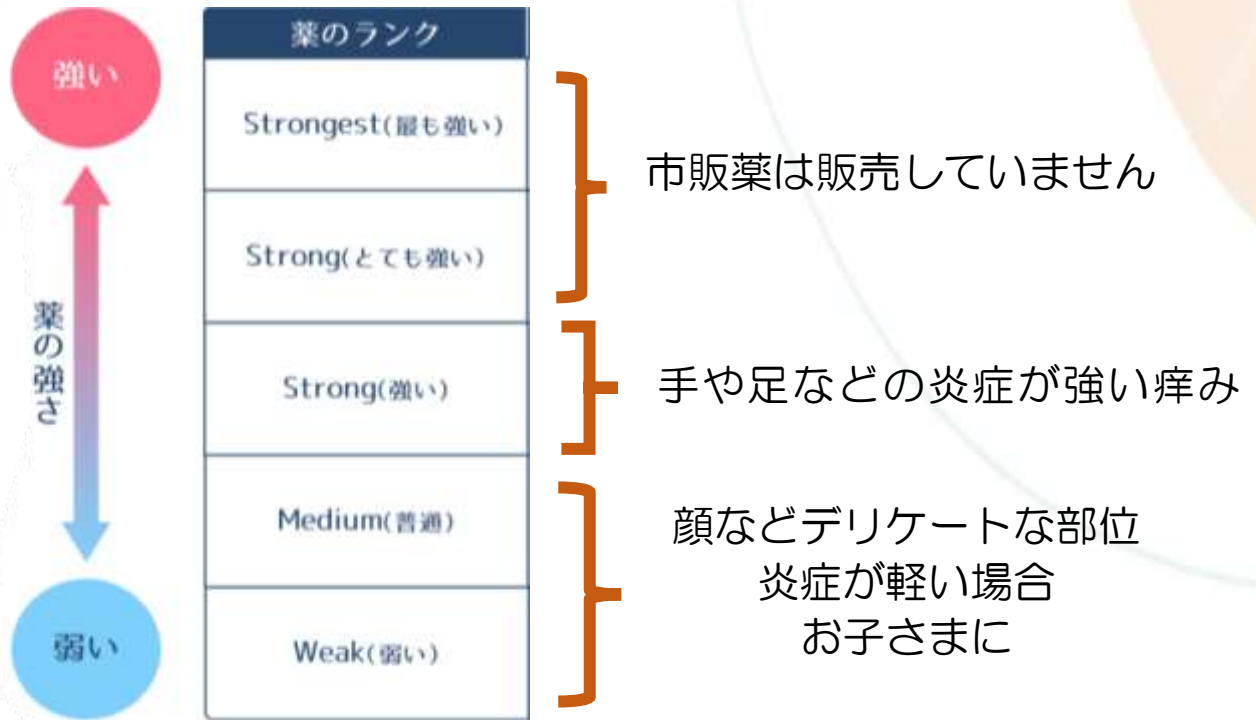 薬のランク
強い
Strongest(最も強い)
市販薬は販売していません
Strong(とても強い)
薬の強さ
Strong(強い)
手や足などの炎症が強い痒み
Medium(普通)
顔などデリケートな部位
炎症が軽い場合
お子さまに
弱い
Weak(弱い)